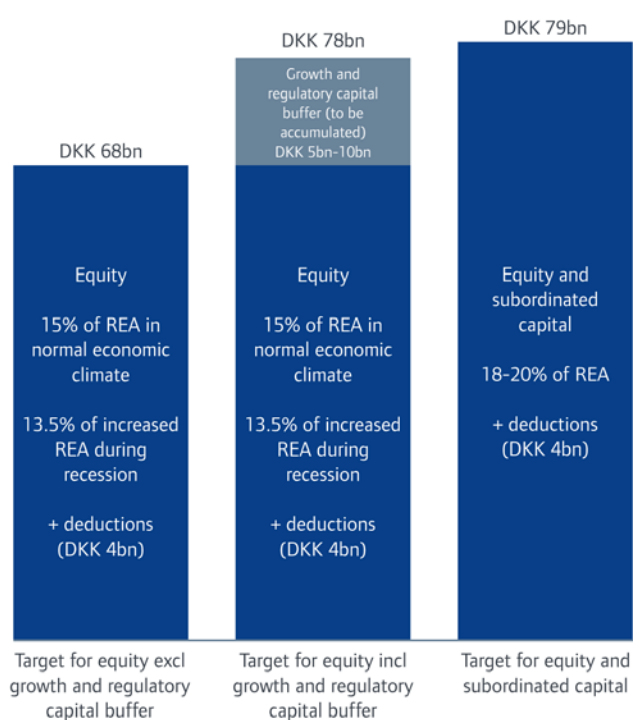 DKK 68bn
Equity
15% of REA in
normal economic
climate
13.5% of increased
REA during
recession
+ deductions
(DKK 4bn)
Target for equity excl
growth and regulatory
capital buffer
DKK 78bn
Growth and
regulatory capital
buffer (to be
accumulated)
DKK 5bn-10bn
Equity
15% of REA in
normal economic
climate
13.5% of increased
REA during
recession
+ deductions
(DKK 4bn)
Target for equity incl
growth and regulatory
capital buffer
DKK 79bn
Equity and
subordinated
capital
18-20% of REA
+ deductions
(DKK 4bn)
Target for equity and
subordinated capital